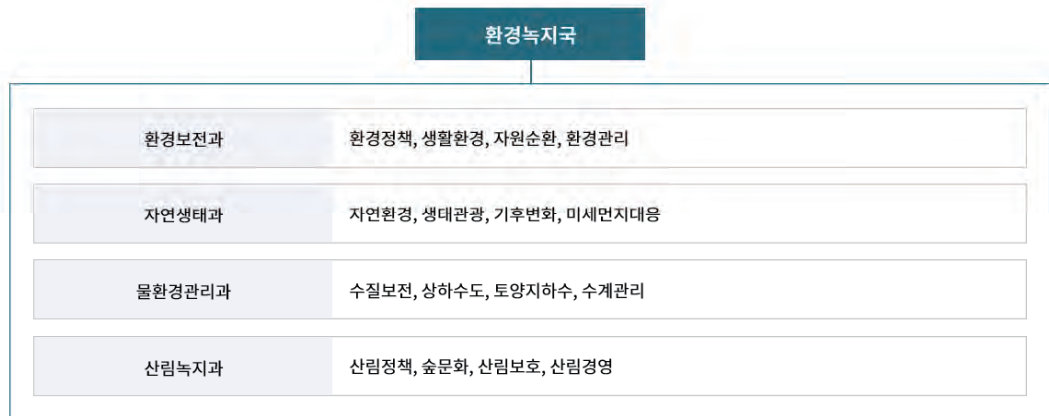 환경녹지국
환경보전과
환경정책, 생활환경, 자원순환, 환경관리
자연생태과
자연환경, 생태관광, 기후변화, 미세먼지대응
물환경관리과
수질보전, 상하수도, 토양지하수, 수계관리
산림녹지과
산림정책, 숲문화, 산림보호, 산림경영